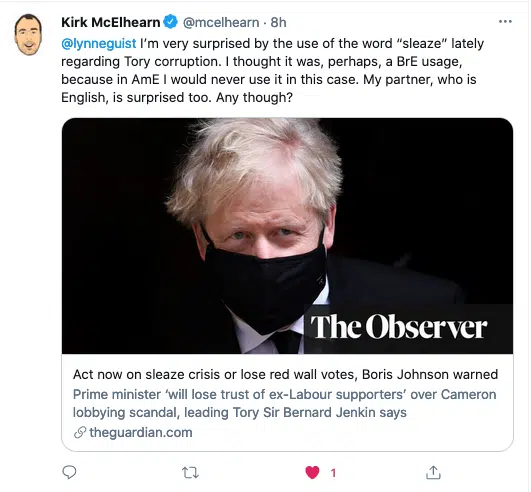 Kirk McElhearn @mcelhearn · 8h
@lynneguist I’m very surprised by the use of the word “sleaze” lately
regarding Tory corruption. I thought it was, perhaps, a BrE usage,
because in AmE I would never use it in this case. My partner, who is
English, is surprised too. Any though?
The Observer
Act now on sleaze crisis or lose red wall votes, Boris Johnson warned
Prime minister ‘will lose trust of ex-Labour supporters’ over Cameron
lobbying scandal, leading Tory Sir Bernard Jenkin says
theguardian.com
1